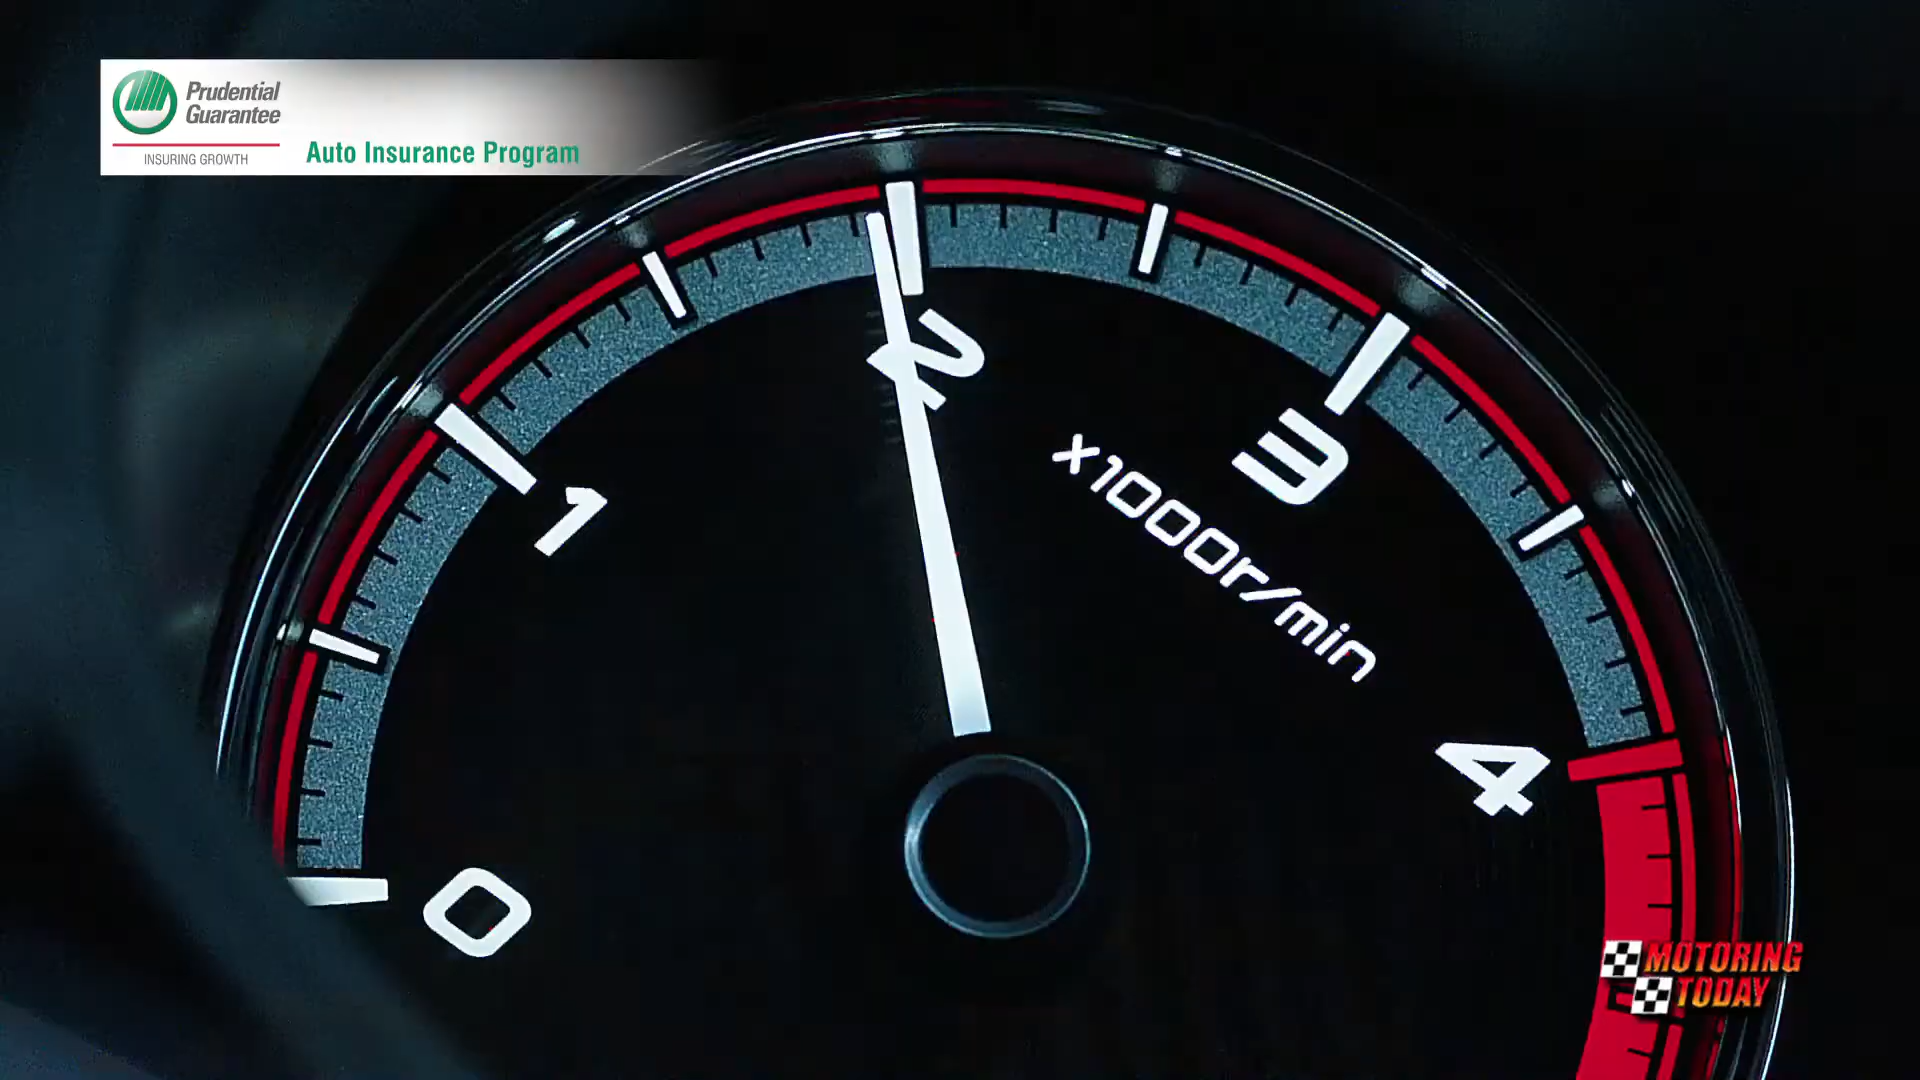 Prudential
Guarantee
INSURING GROWTH
Auto Insurance Program
2
3
x1000r/min
1
4
0
MOTORING
TODAY